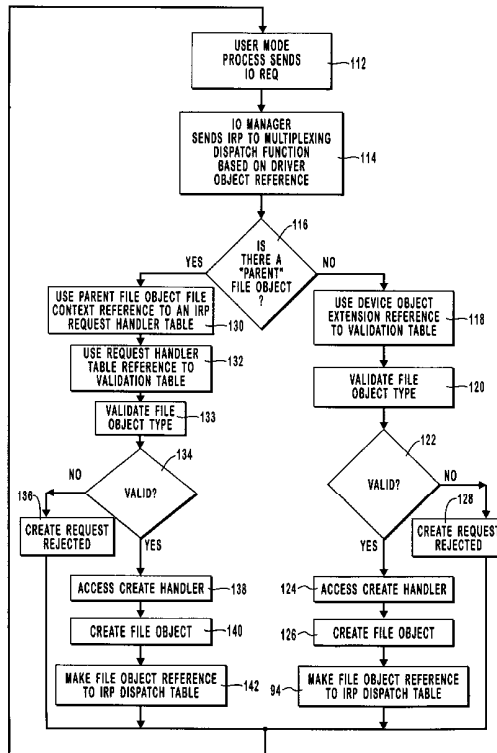 USER MODE
PROCESS SENDS
IO REQ
112
IO MANAGER
SENDS IRP TO MULTIPLEXING
DISPATCH FUNCTION
BASED ON DRIVER
OBJECT REFERENCE
114
116
IS
THERE A
"PARENT"
FILE OBJECT
?
YES
NO
USE PARENT FILE OBJECT FILE
CONTEXT REFERENCE TO AN IRP
REQUEST HANDLER TABLE
130
USE REQUEST HANDLER
TABLE REFERENCE TO
VALIDATION TABLE
132
VALIDATE FILE
OBJECT TYPE
133
134
VALID?
NO
136
CREATE REQUEST
REJECTED
YES
ACCESS CREATE HANDLER
138
CREATE FILE OBJECT
140
MAKE FILE OBJECT REFERENCE
TO IRP DISPATCH TABLE
142
USE DEVICE OBJECT
EXTENSION REFERENCE
TO VALIDATION TABLE
118
VALIDATE FILE
OBJECT TYPE
120
122
VALID?
NO
128
CREATE REQUEST
REJECTED
YES
124
ACCESS CREATE HANDLER
126
CREATE FILE OBJECT
94
MAKE FILE OBJECT REFERENCE
TO IRP DISPATCH TABLE